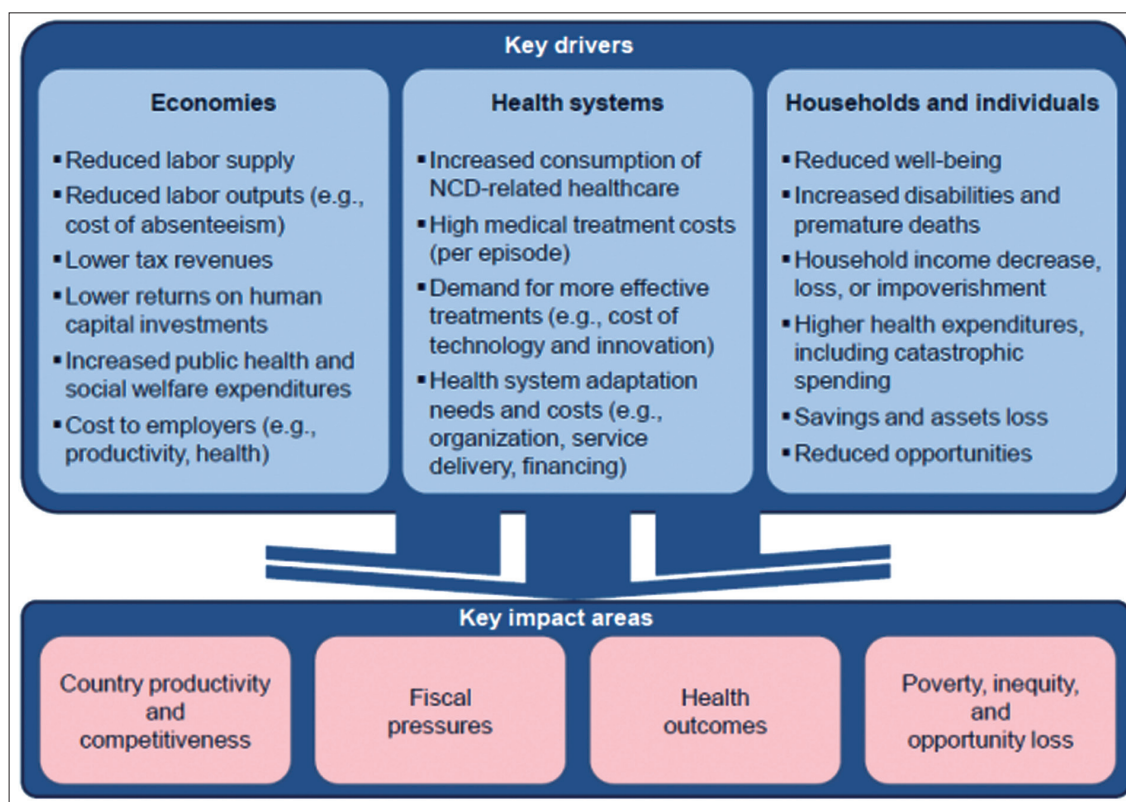 Key drivers
Economies
▪ Reduced labor supply
▪ Reduced labor outputs (e.g.,
cost of absenteeism)
▪ Lower tax revenues
▪ Lower returns on human
capital investments
▪ Increased public health and
social welfare expenditures
▪ Cost to employers (e.g.,
productivity, health)
Health systems
▪ Increased consumption of
NCD-related healthcare
▪ High medical treatment costs
(per episode)
▪ Demand for more effective
treatments (e.g., cost of
technology and innovation)
▪ Health system adaptation
needs and costs (e.g.,
organization, service
delivery, financing)
Households and individuals
▪ Reduced well-being
▪ Increased disabilities and
premature deaths
▪ Household income decrease,
loss, or impoverishment
▪ Higher health expenditures,
including catastrophic
spending
▪ Savings and assets loss
▪ Reduced opportunities
Key impact areas
Country productivity
and
competitiveness
Fiscal
pressures
Health
outcomes
Poverty, inequity,
and
opportunity loss